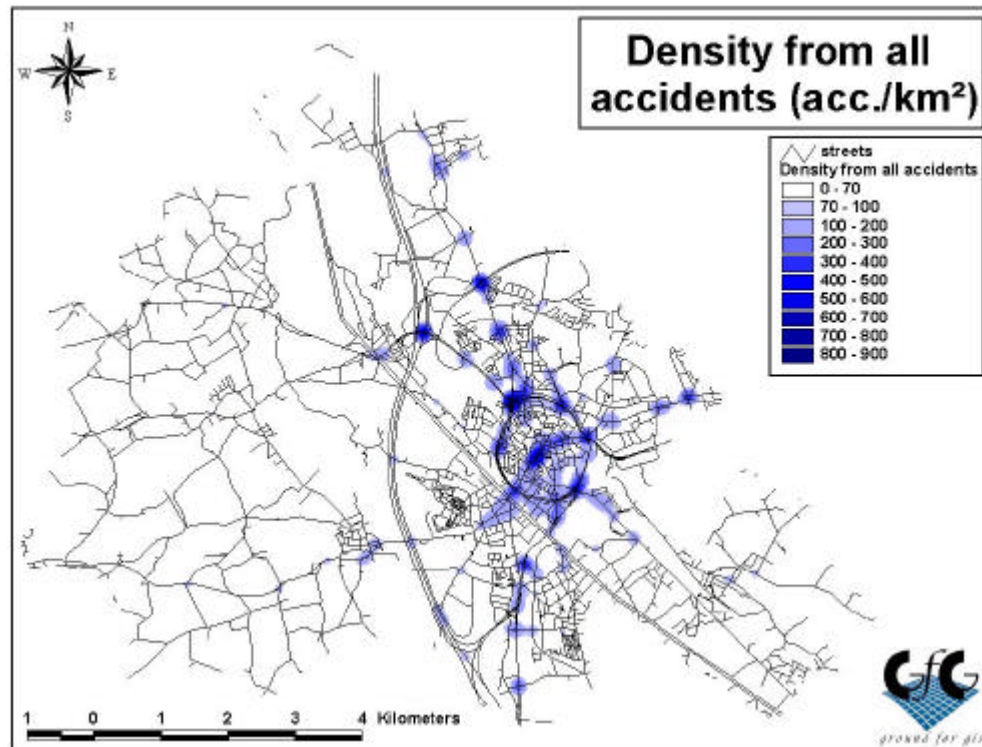 N
W E
S
Density from all
accidents (acc./km²)
streets
Density from all accidents
0 - 70
70 - 100
100 - 200
200 - 300
300 - 400
400 - 500
500 - 600
600 - 700
700 - 800
800 - 900
1 0 1 2 3 4 Kilometers
GfG
ground for gis